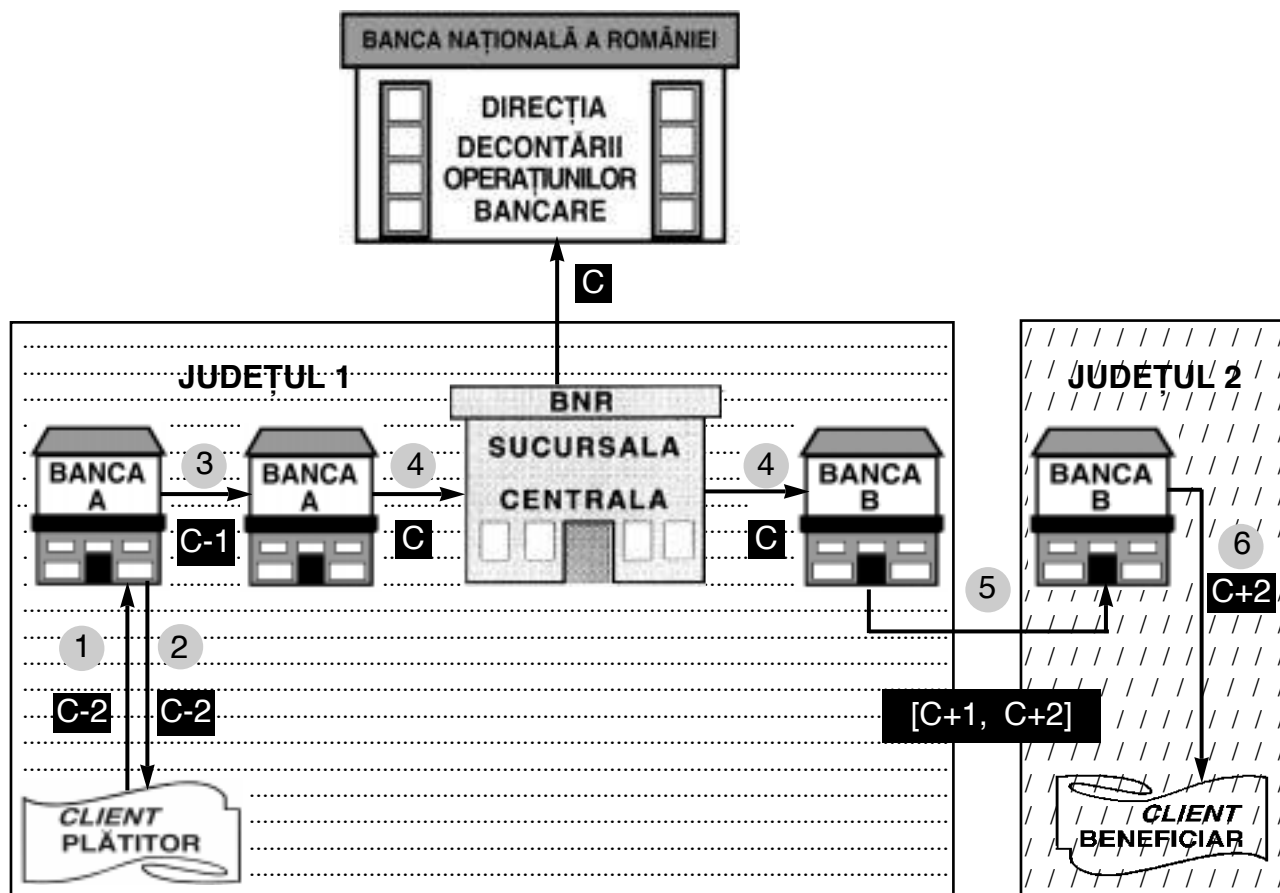 BANCA NAȚIONALĂ A ROMÂNIEI
DIRECȚIA
DECONTĂRII
OPERAȚIUNILOR
BANCARE
C
JUDEȚUL 1
JUDEȚUL 2
BNR
SUCURSALA
CENTRALA
BANCA
A
3
C-1
BANCA
A
4
C
4
C
BANCA
B
BANCA
B
5
6
C+2
1
C-2
2
C-2
[C+1, C+2]
CLIENT
PLĂTITOR
CLIENT
BENEFICIAR